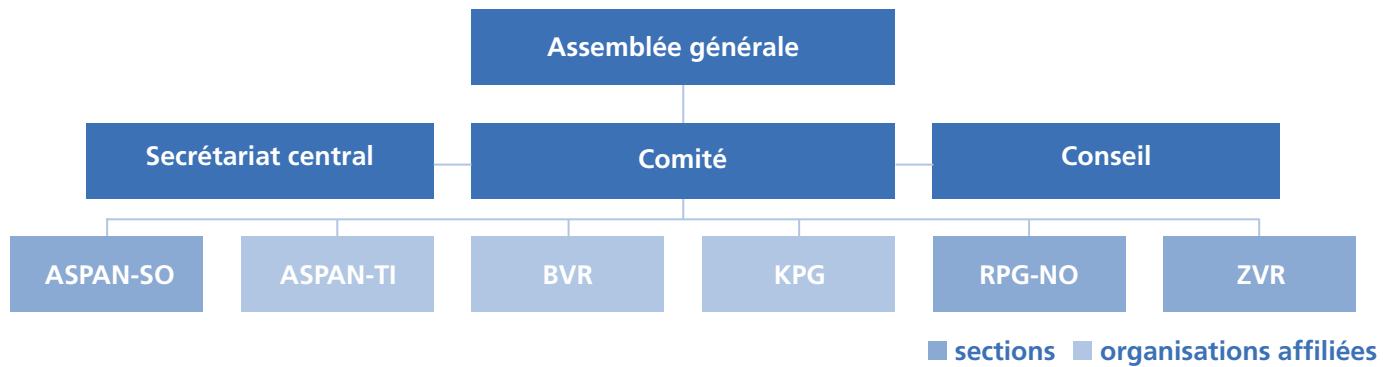 Assemblée générale
Secrétariat central
Comité
Conseil
ASPAN-SO
ASPAN-TI
BVR
KPG
RPG-NO
ZVR
sections
organisations affiliées